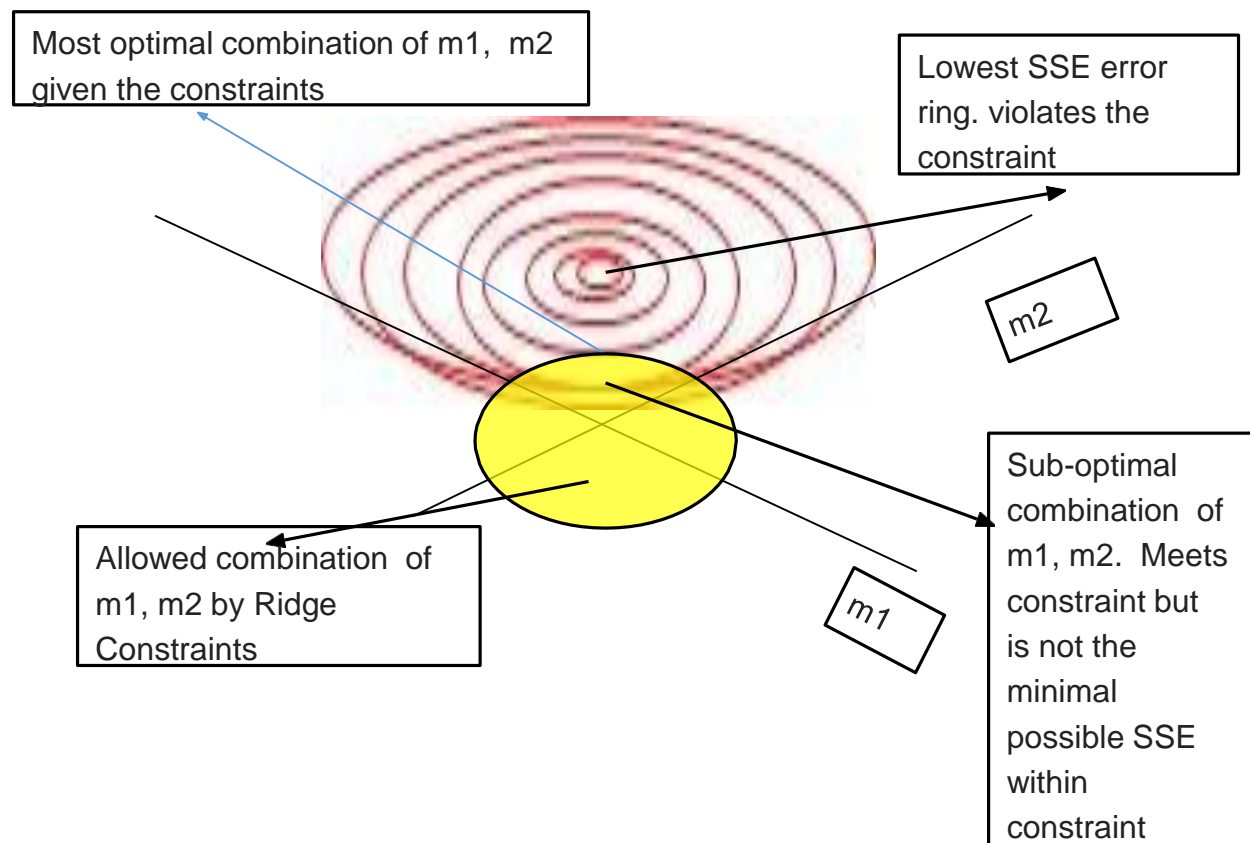 Most optimal combination of m1, m2
given the constraints
Lowest SSE error
ring. violates the
constraint
m2
Sub-optimal
combination of
m1, m2. Meets
constraint but
is not the
minimal
possible SSE
within
constraint
Allowed combination of
m1, m2 by Ridge
Constraints
m1